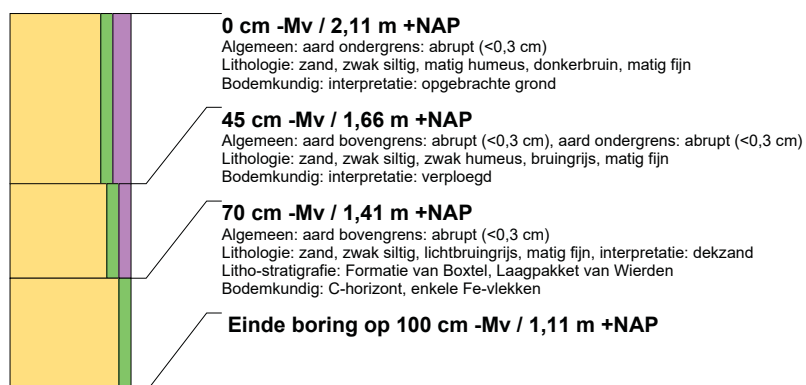 0 cm -Mv / 2,11 m +NAP
Algemeen: aard ondergrens: abrupt (<0,3 cm)
Lithologie: zand, zwak siltig, matig humeus, donkerbruin, matig fijn
Bodemkundig: interpretatie: opgebrachte grond
45 cm -Mv / 1,66 m +NAP
Algemeen: aard bovengrens: abrupt (<0,3 cm), aard ondergrens: abrupt (<0,3 cm)
Lithologie: zand, zwak siltig, zwak humeus, bruingrijs, matig fijn
Bodemkundig: interpretatie: verploegd
70 cm -Mv / 1,41 m +NAP
Algemeen: aard bovengrens: abrupt (<0,3 cm)
Lithologie: zand, zwak siltig, lichtbruingrijs, matig fijn, interpretatie: dekzand
Litho-stratigrafie: Formatie van Boxtel, Laagpakket van Wierden
Bodemkundig: C-horizont, enkele Fe-vlekken
Einde boring op 100 cm -Mv / 1,11 m +NAP